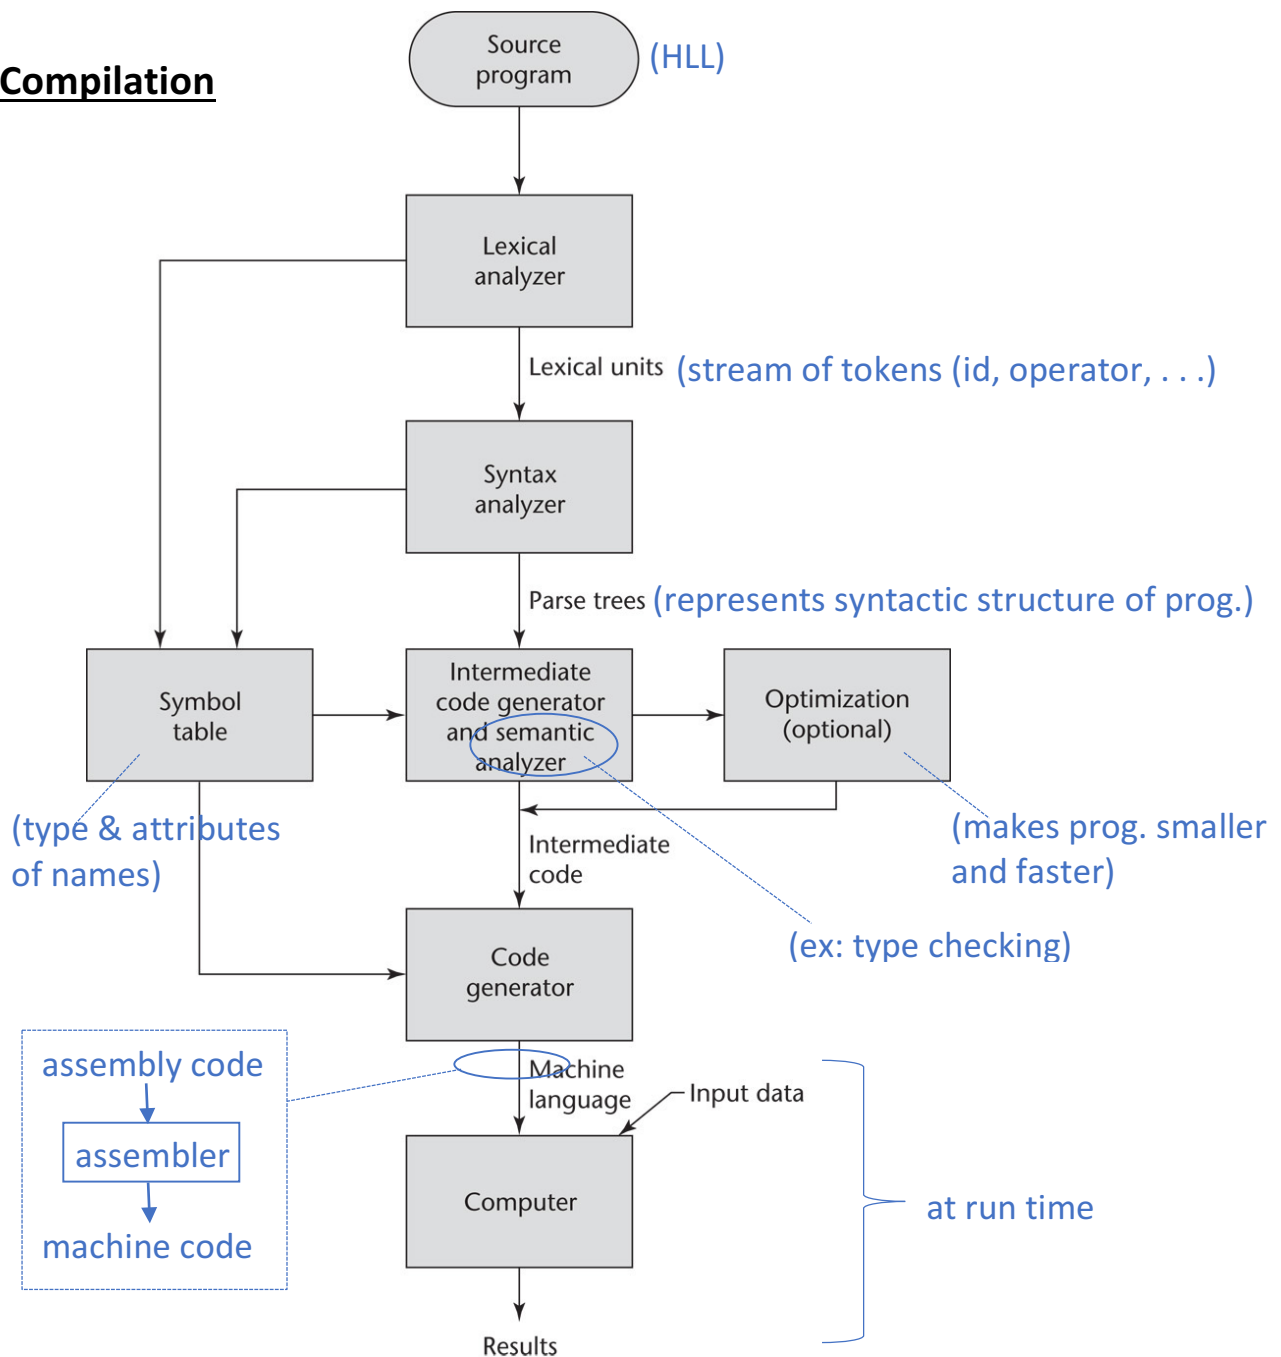 Compilation
Source
program
(HLL)
Lexical
analyzer
Lexical units
(stream of tokens (id, operator, . . .)
Syntax
analyzer
Parse trees
(represents syntactic structure of prog.)
Symbol
table
Intermediate
code generator
and semantic
analyzer
Optimization
(optional)
(type & attributes
of names)
Intermediate
code
(makes prog. smaller
and faster)
(ex: type checking)
Code
generator
assembly code
assembler
machine code
Machine
language
Input data
Computer
at run time
Results